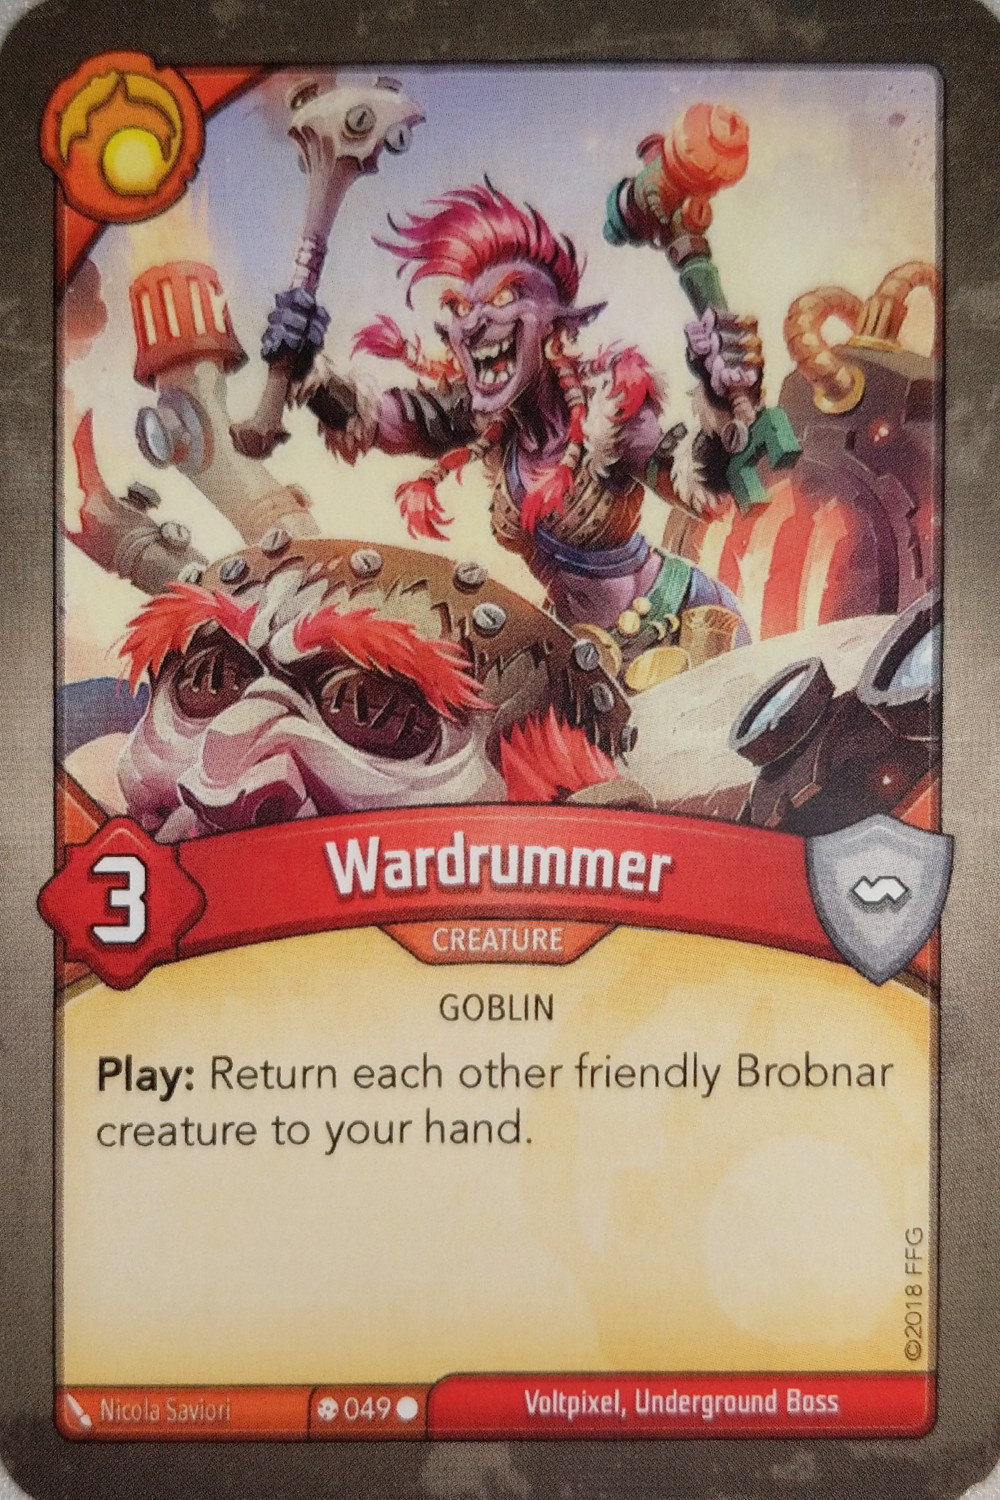 3
Wardrummer
CREATURE
GOBLIN
Play: Return each other friendly Brobnar
creature to your hand.
©2018 FFG
Nicola Saviori
049
Voltpixel, Underground Boss